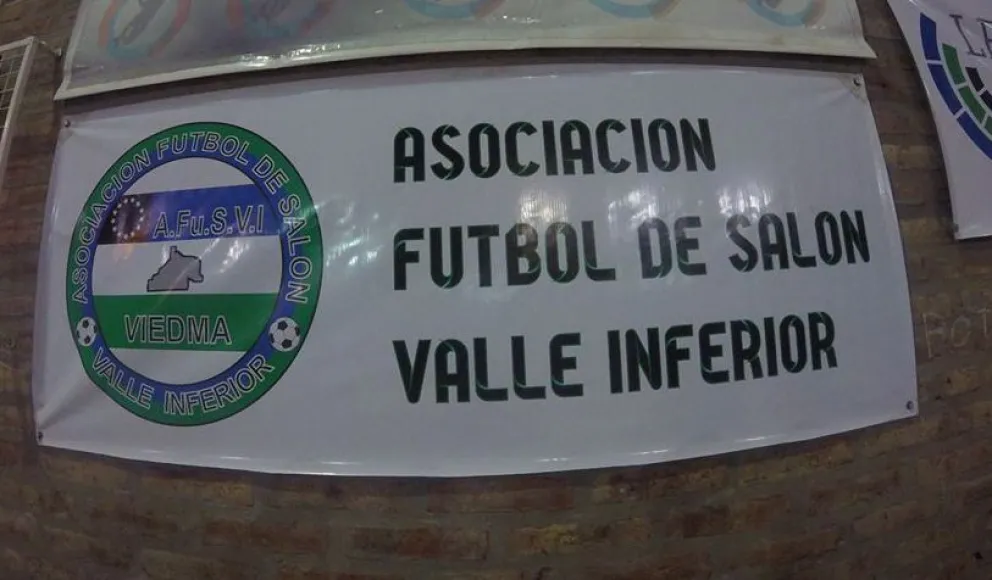 ASOCIACION FUTBOL DE SALON
A.Fu.S.V.I
VIEDMA
VALLE INFERIOR
ASOCIACION
FUTBOL DE SALON
VALLE INFERIOR